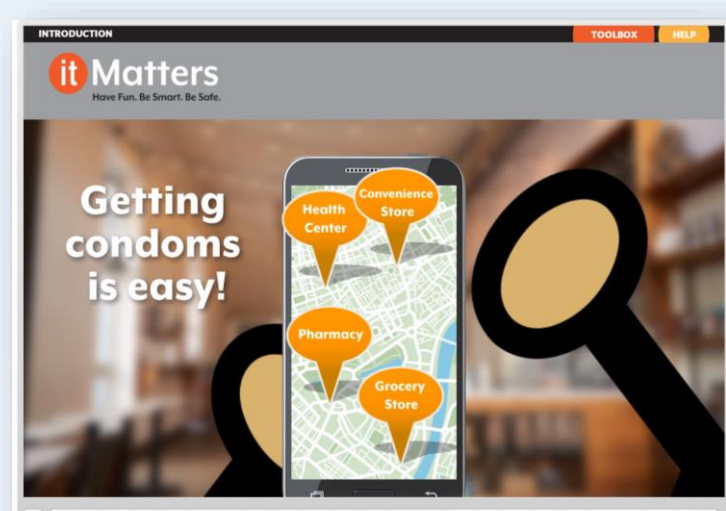 INTRODUCTION
TOOLBOX
HELP
it Matters
Have Fun. Be Smart. Be Safe.
Getting
condoms
is easy!
Health
Center
Convenience
Store
Pharmacy
Grocery
Store